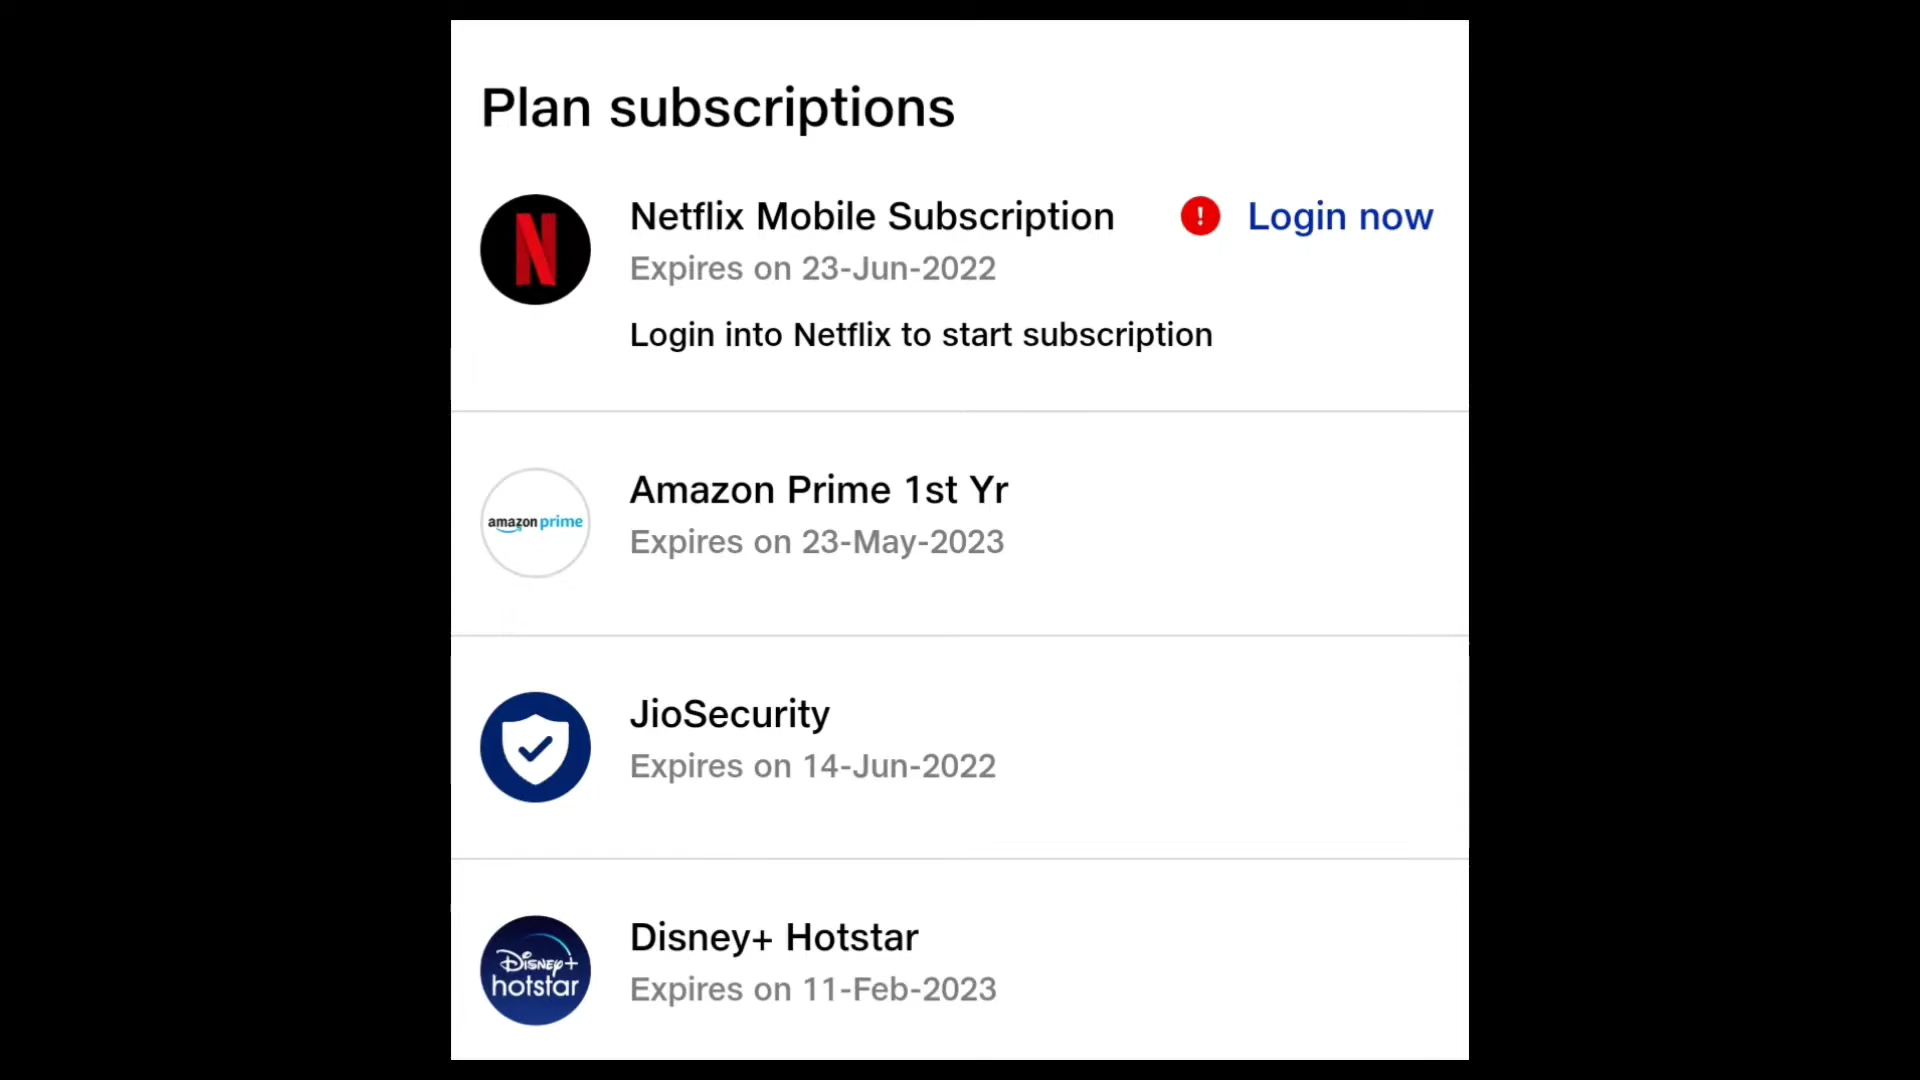 Plan subscriptions
N
Netflix Mobile Subscription
! Login now
Expires on 23-Jun-2022
Login into Netflix to start subscription
amazon prime
Amazon Prime 1st Yr
Expires on 23-May-2023
JioSecurity
Expires on 14-Jun-2022
Disney+
hotstar
Disney+ Hotstar
Expires on 11-Feb-2023